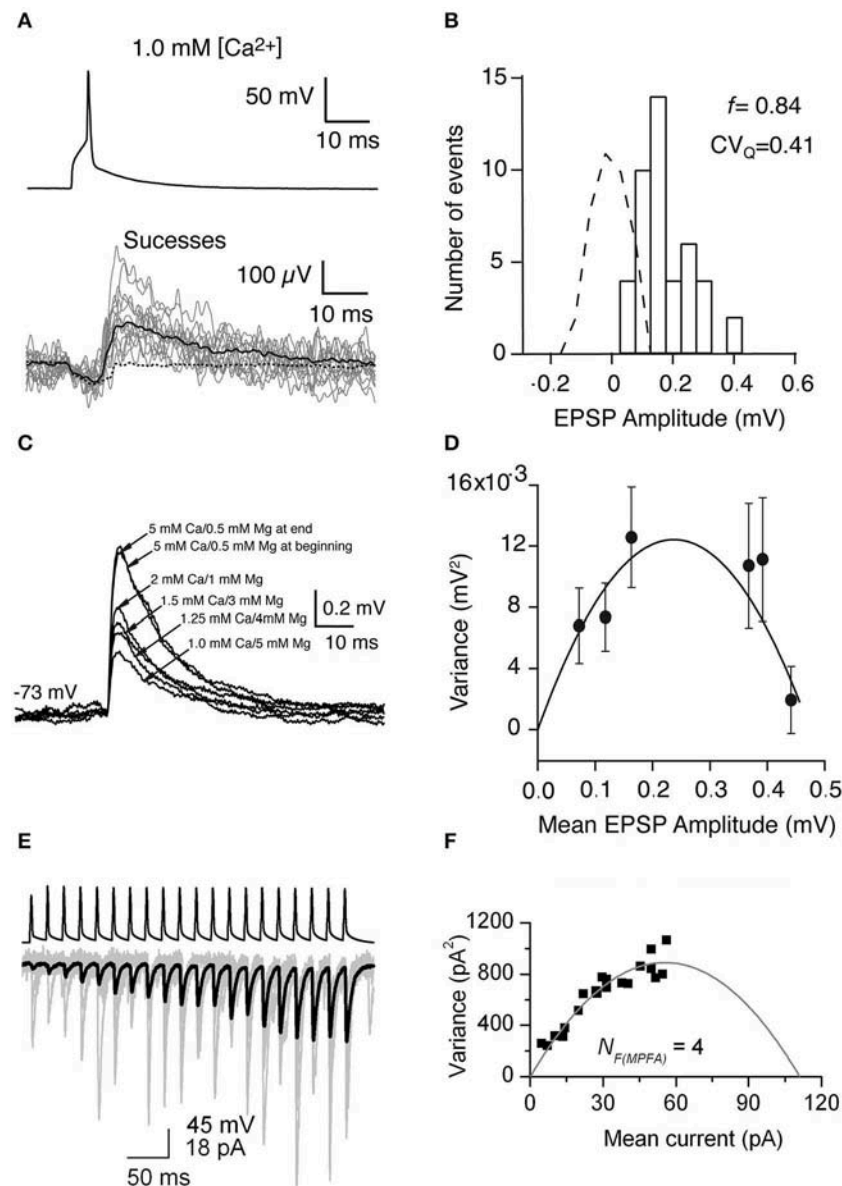 A
1.0 mM [Ca2+]
50 mV
10 ms
Sucesses
100 µV
10 ms
B
Number of events
15
10
5
0
f= 0.84
CVQ=0.41
-0.2 0 0.2 0.4 0.6
EPSP Amplitude (mV)
C
5 mM Ca/0.5 mM Mg at end
5 mM Ca/0.5 mM Mg at beginning
2 mM Ca/1 mM Mg
1.5 mM Ca/3 mM Mg
1.25 mM Ca/4mM Mg
1.0 mM Ca/5 mM Mg
0.2 mV
10 ms
-73 mV
D
Variance (mV2)
16x10-3
12
8
4
0
0.0 0.1 0.2 0.3 0.4 0.5
Mean EPSP Amplitude (mV)
E
45 mV
18 pA
50 ms
F
Variance (pA2)
1200
800
400
0
NF(MPFA) = 4
0 30 60 90 120
Mean current (pA)